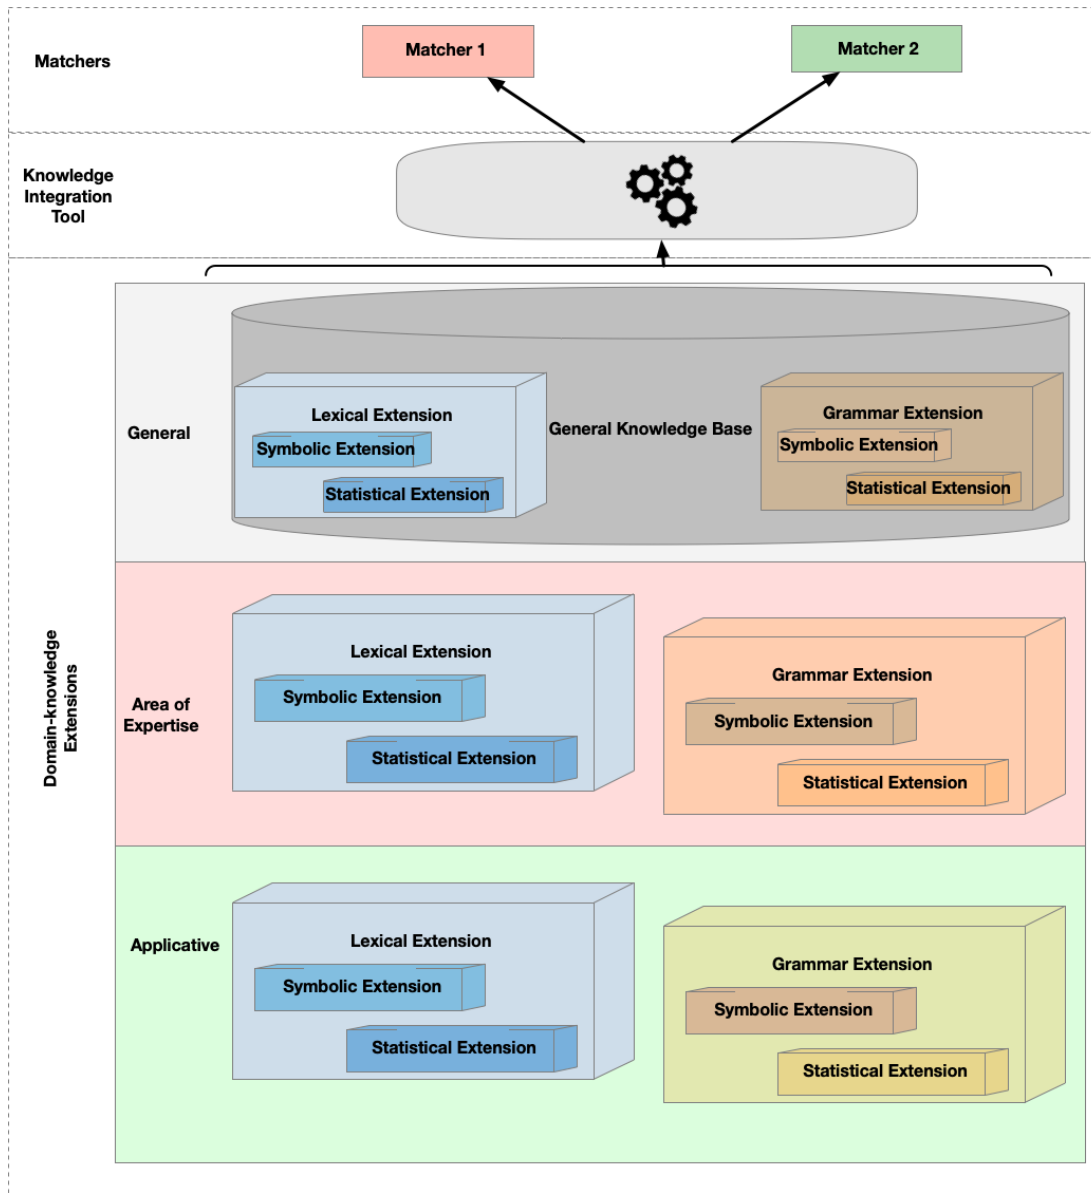 Matchers
Matcher 1
Matcher 2
Knowledge
Integration
Tool
Domain-knowledge
Extensions
General
Lexical Extension
Symbolic Extension
Statistical Extension
General Knowledge Base
Grammar Extension
Symbolic Extension
Statistical Extension
Area of
Expertise
Lexical Extension
Symbolic Extension
Statistical Extension
Grammar Extension
Symbolic Extension
Statistical Extension
Applicative
Lexical Extension
Symbolic Extension
Statistical Extension
Grammar Extension
Symbolic Extension
Statistical Extension